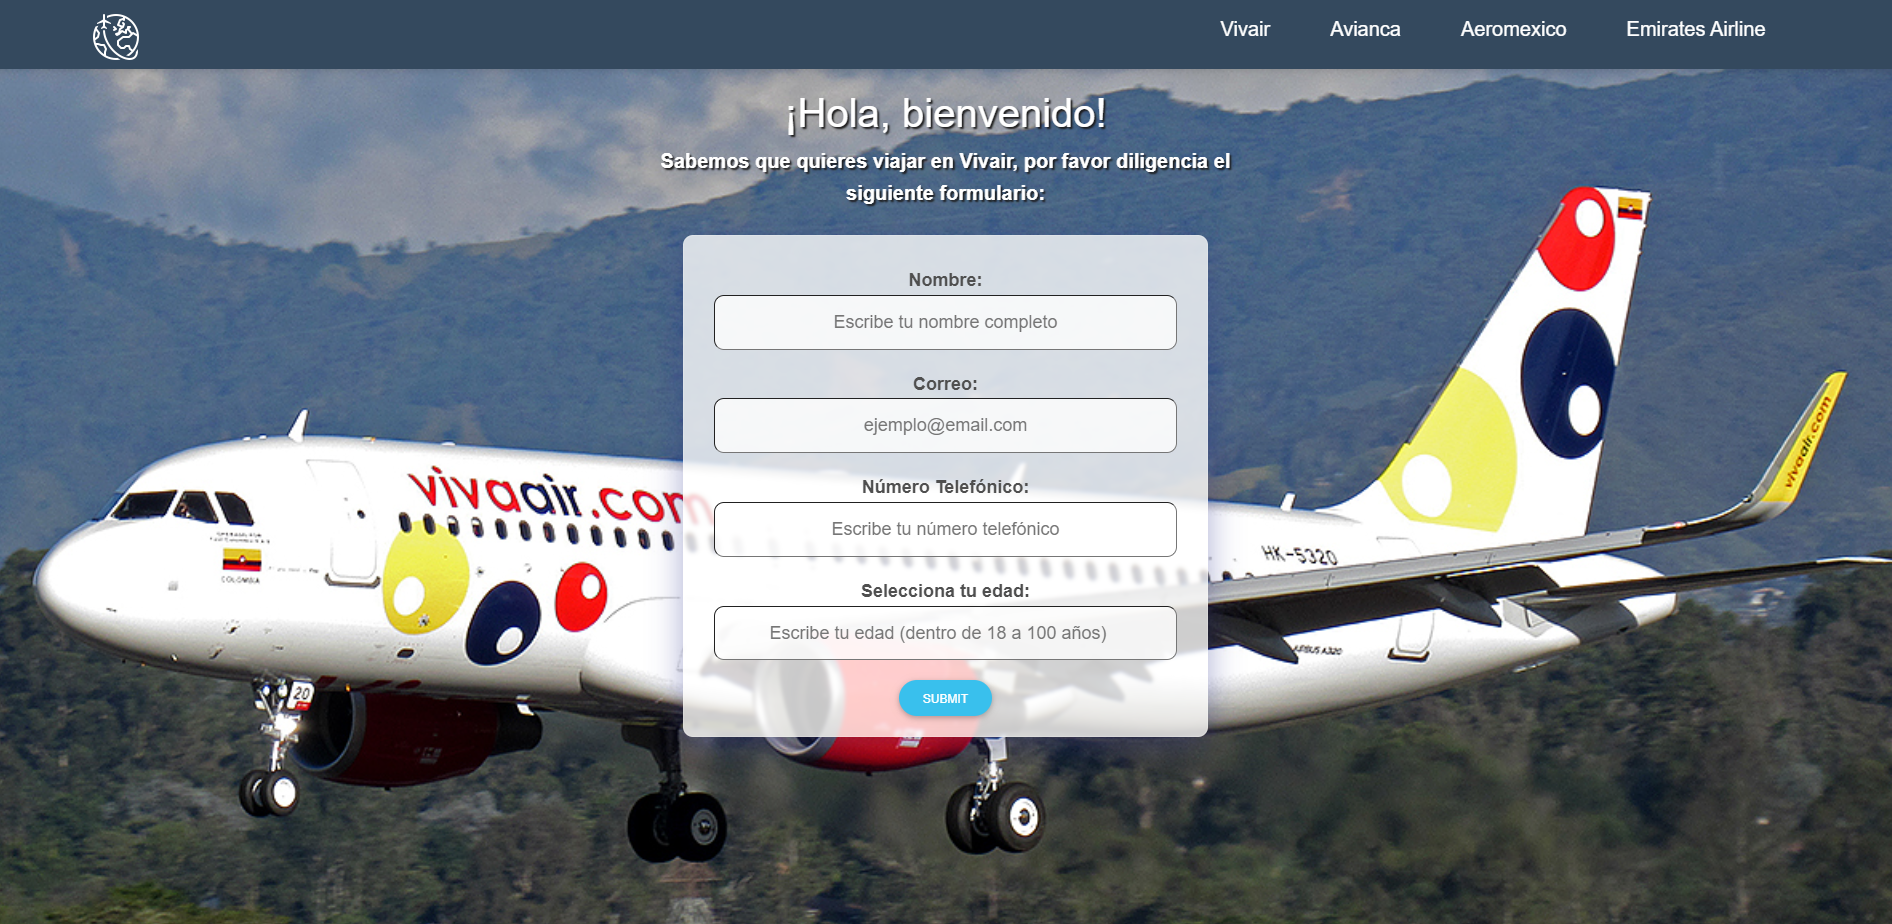 Vivair
Avianca
Aeromexico
Emirates Airline
¡Hola, bienvenido!
Sabemos que quieres viajar en Vivair, por favor diligencia el
siguiente formulario:
Nombre:
Escribe tu nombre completo
Correo:
ejemplo@email.com
Número Telefónico:
Escribe tu número telefónico
Selecciona tu edad:
Escribe tu edad (dentro de 18 a 100 años)
SUBMIT
vivaair.com
COLOMBIA
20
HK-5320
AIRBUS A320
vivaair.com